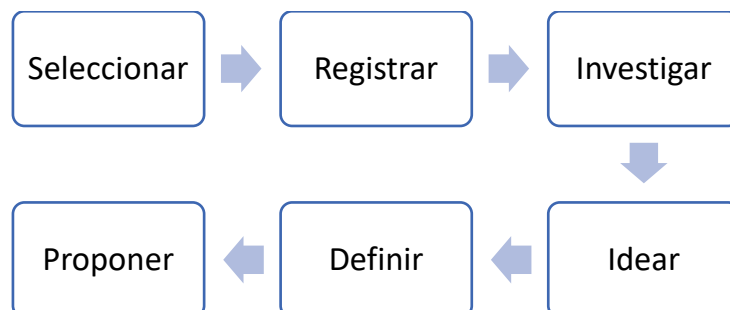 Seleccionar
Registrar
Investigar
Idear
Definir
Proponer